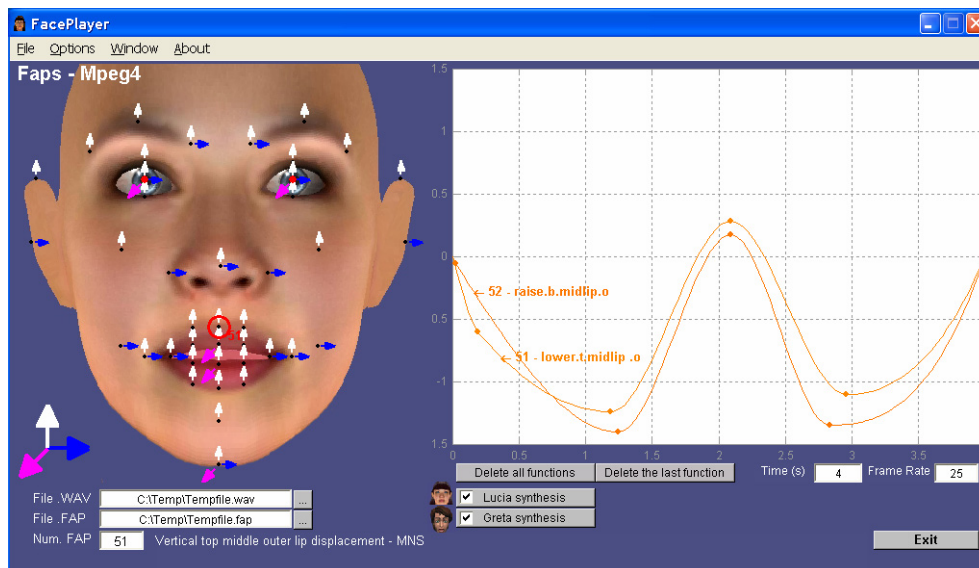 FacePlayer
File Options Window About
Faps - Mpeg4
51
1.5
1
0.5
0
0.5
-1
1.5
0 0.5 1 1.5 2 2.5 3 3.5
← 52 - raise.b.midlip.o
← 51 - lower.t.midlip .o
Delete all functions Delete the last function Time (s) 4 Frame Rate 25
File .WAV C:\Temp\Tempfile.wav ... Lucia synthesis
File .FAP C:\Temp\Tempfile.fap ... Greta synthesis
Num. FAP 51 Vertical top middle outer lip displacement - MNS Exit